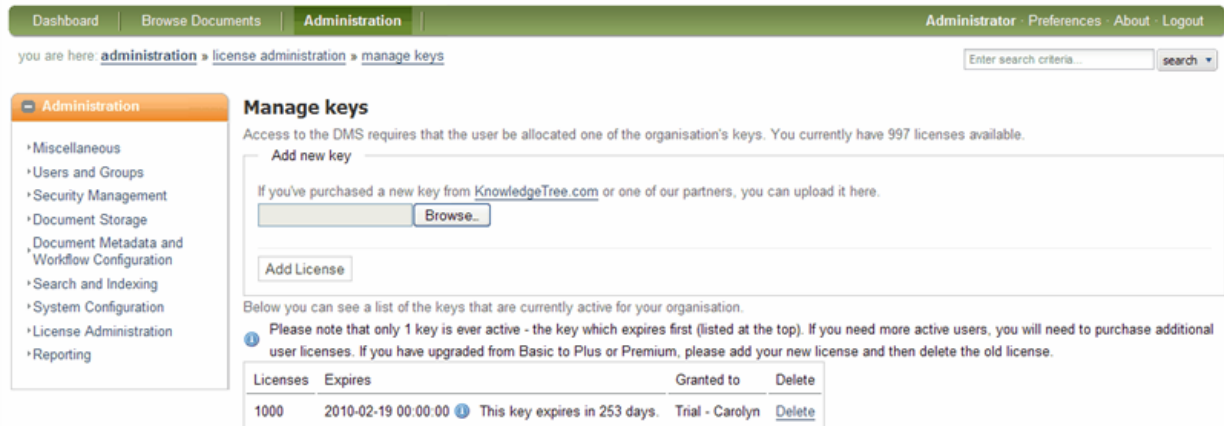 Dashboard Browse Documents Administration Administrator · Preferences · About · Logout
you are here: administration » license administration » manage keys Enter search criteria... search
Administration
Miscellaneous
Users and Groups
Security Management
Document Storage
Document Metadata and
Workflow Configuration
Search and Indexing
System Configuration
License Administration
Reporting
Manage keys
Access to the DMS requires that the user be allocated one of the organisation's keys. You currently have 997 licenses available.
Add new key
If you've purchased a new key from KnowledgeTree.com or one of our partners, you can upload it here.
Browse...
Add License
Below you can see a list of the keys that are currently active for your organisation.
Please note that only 1 key is ever active - the key which expires first (listed at the top). If you need more active users, you will need to purchase additional
user licenses. If you have upgraded from Basic to Plus or Premium, please add your new license and then delete the old license.
Licenses Expires Granted to Delete
1000 2010-02-19 00:00:00 This key expires in 253 days. Trial - Carolyn Delete